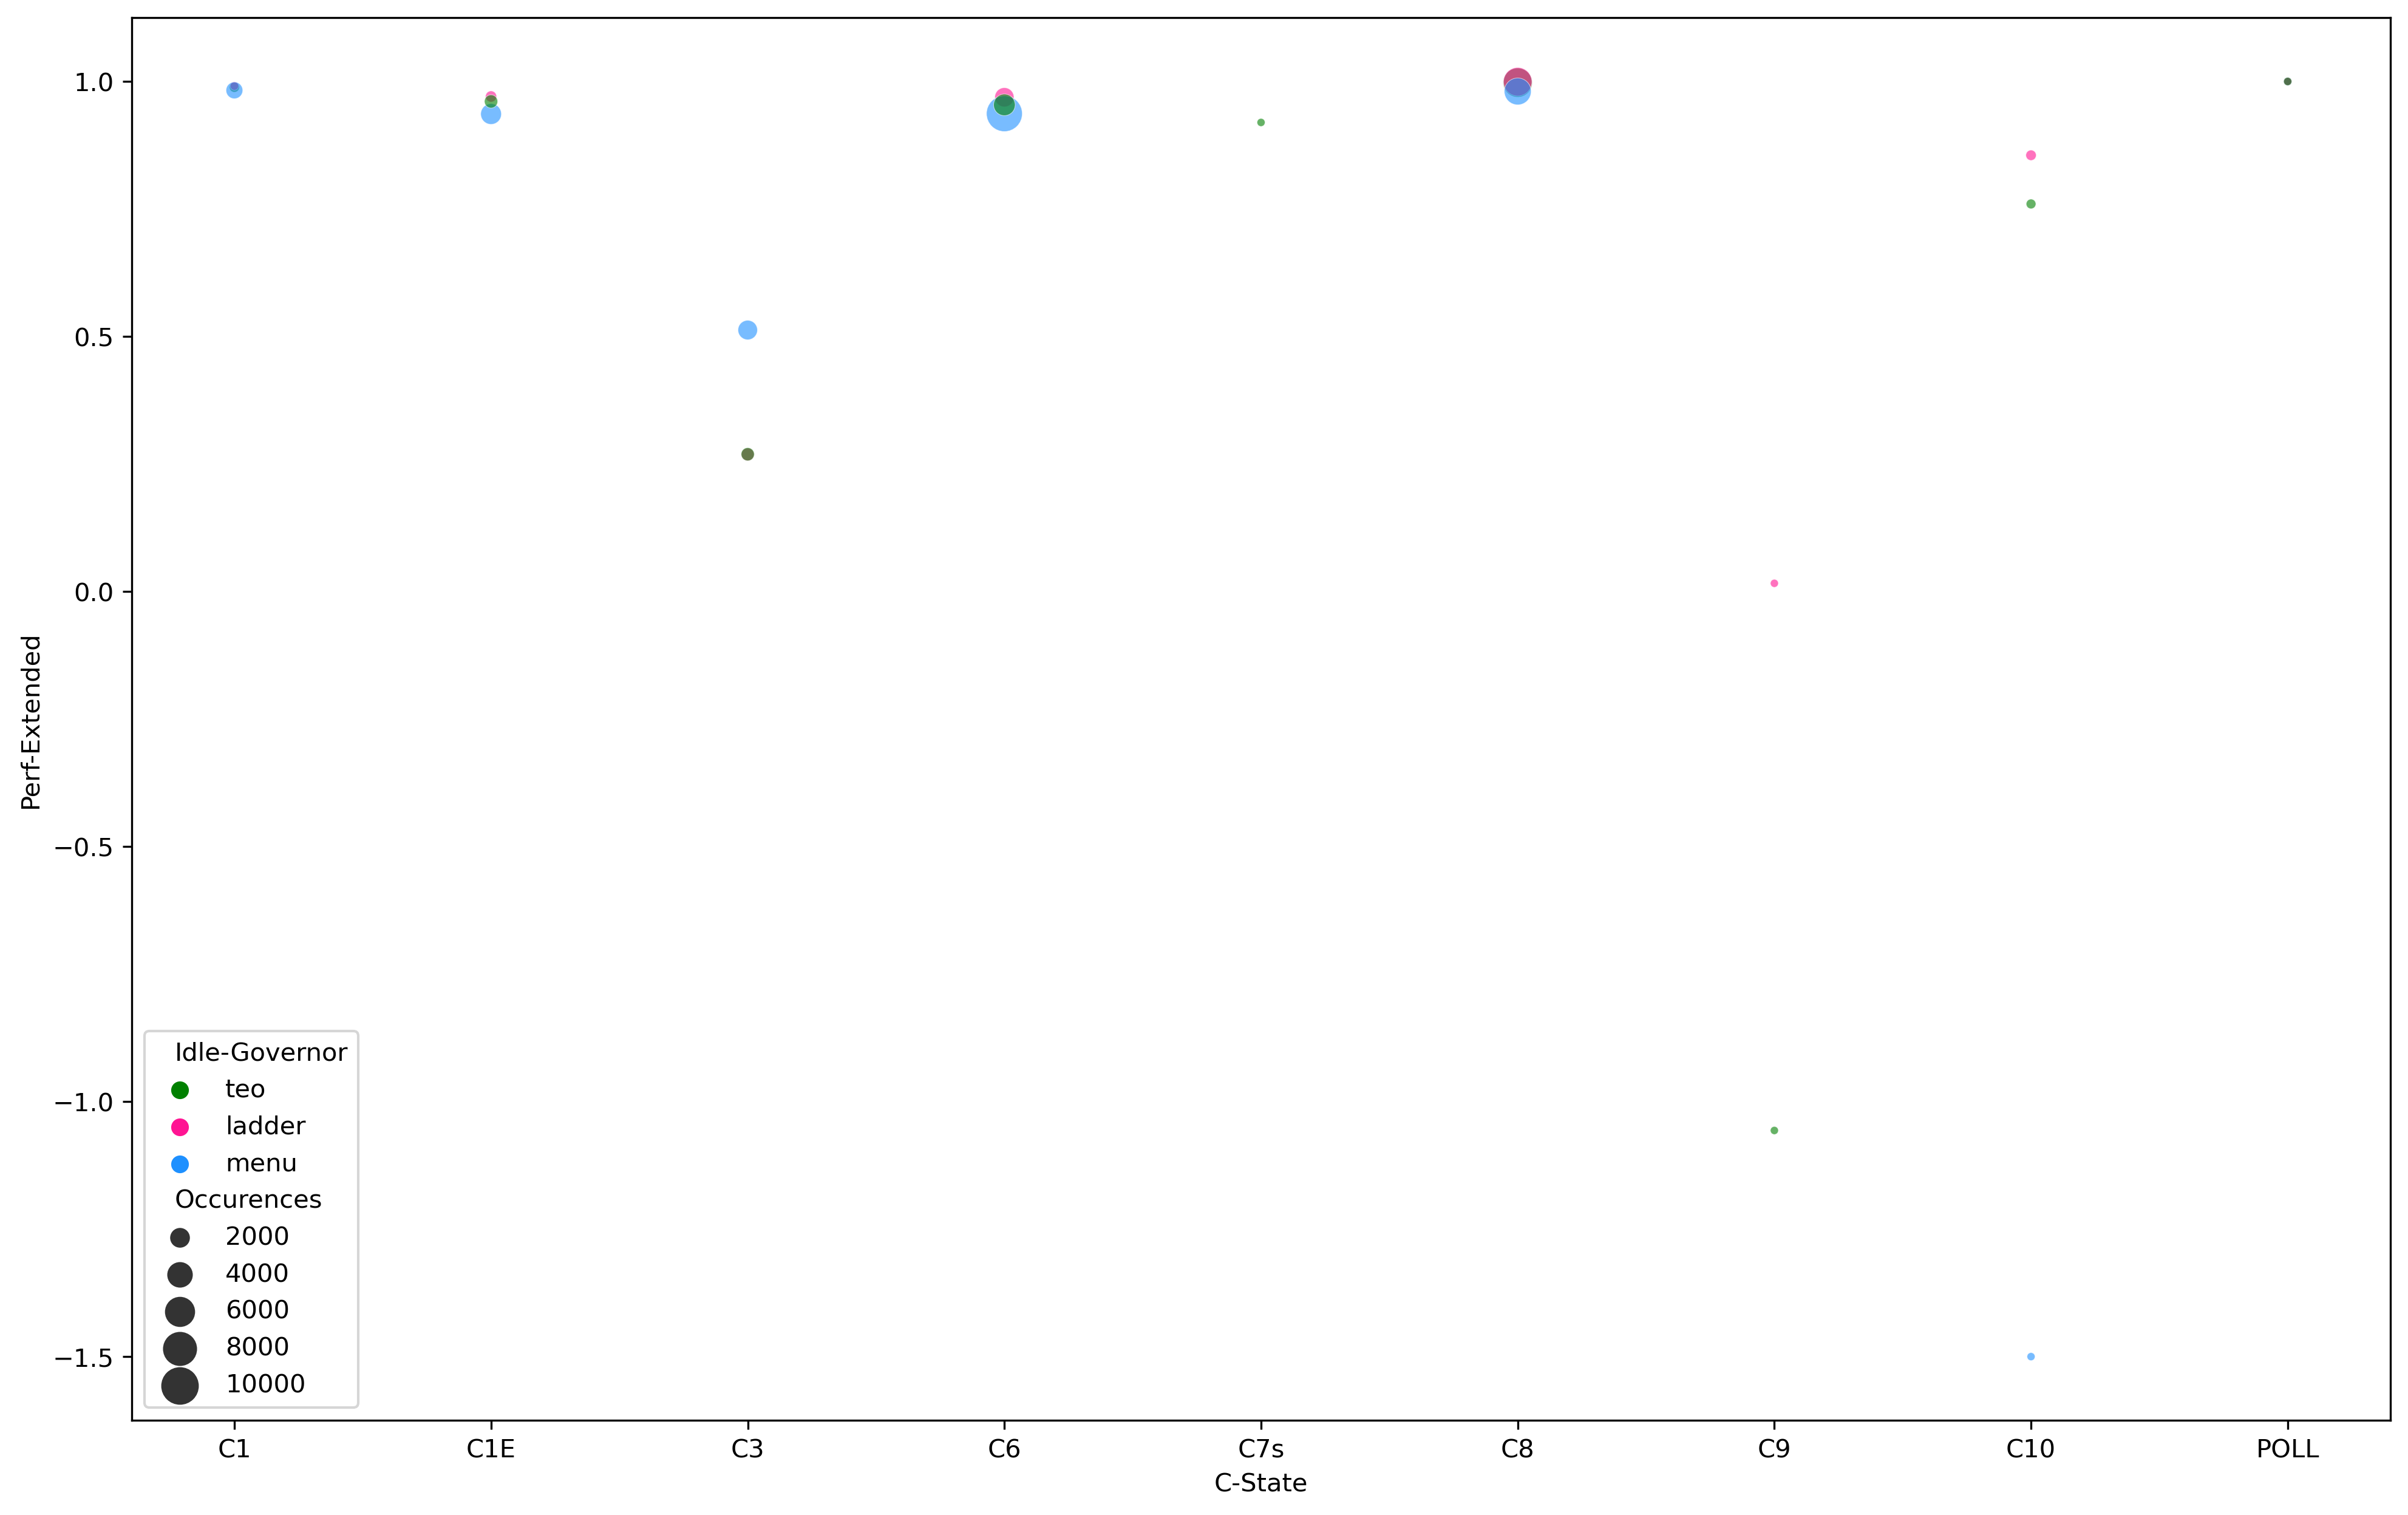 Perf-Extended
1.0
0.5
0.0
−0.5
−1.0
−1.5
Idle-Governor
teo
ladder
menu
Occurences
2000
4000
6000
8000
10000
C1 C1E C3 C6 C7s C8 C9 C10 POLL
C-State